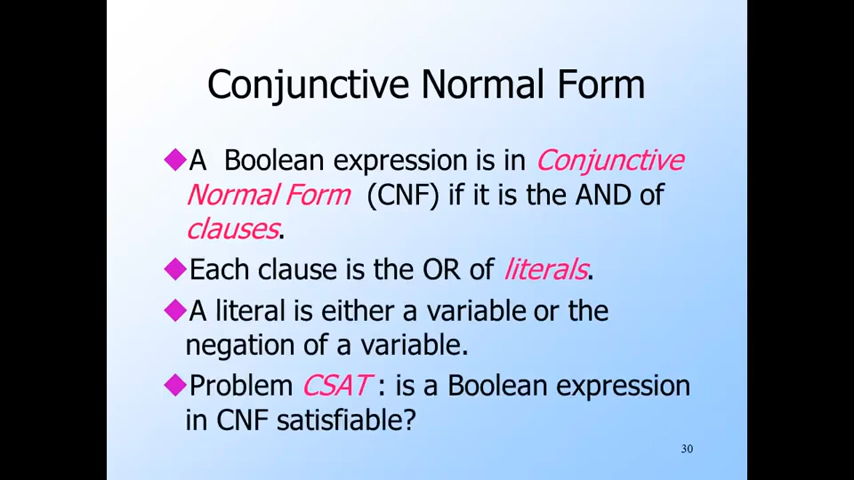 Conjunctive Normal Form
◆A Boolean expression is in Conjunctive
Normal Form (CNF) if it is the AND of
clauses.
◆Each clause is the OR of literals.
◆A literal is either a variable or the
negation of a variable.
◆Problem CSAT : is a Boolean expression
in CNF satisfiable?
30